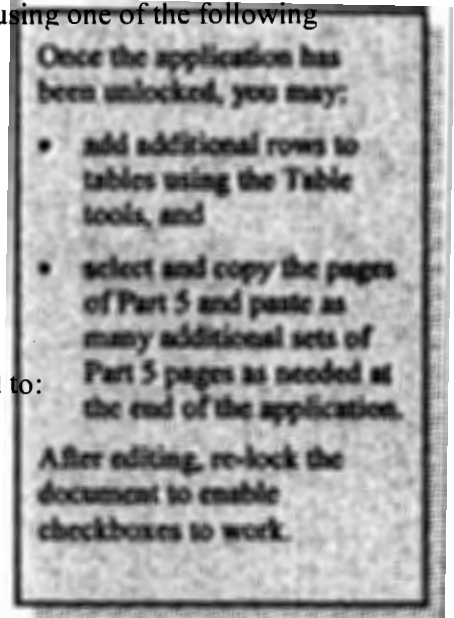 using one of the following
Once the application has
been unlocked, you may:
• add additional rows to
tables using the Table
tools, and
• select and copy the pages
of Part 5 and paste as
many additional sets of
Part 5 pages as needed at
to:
the end of the application.
After editing, re-lock the
document to enable
checkboxes to work.